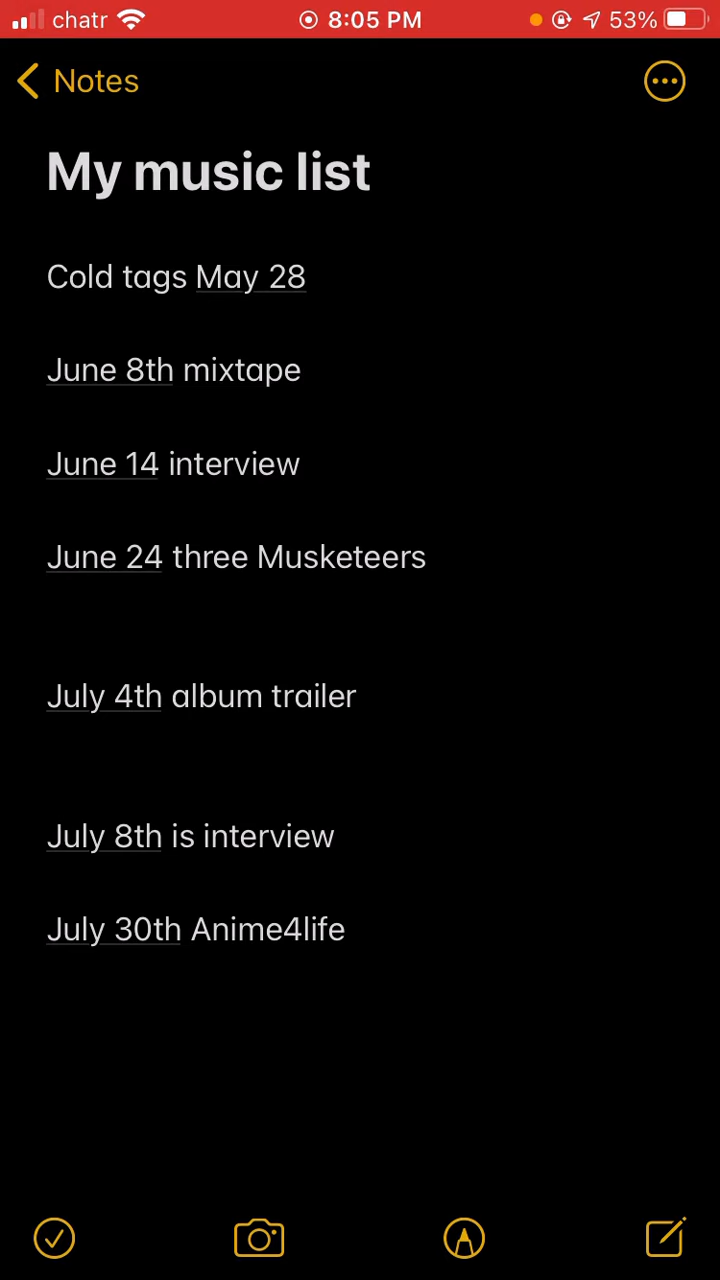 chatr 8:05 PM 53%
Notes
My music list
Cold tags May 28
June 8th mixtape
June 14 interview
June 24 three Musketeers
July 4th album trailer
July 8th is interview
July 30th Anime4life